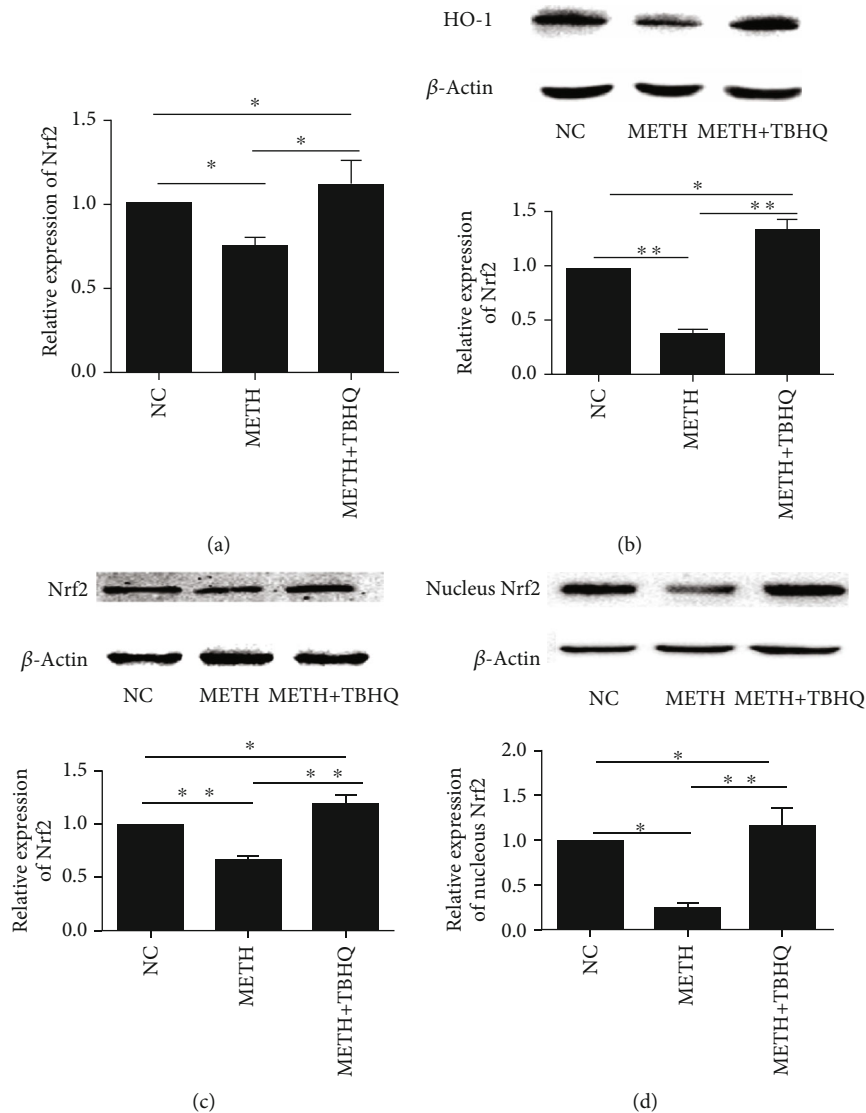 Relative expression of Nrf2
1.5
1.0
0.5
0.0
*
*
*
NC
METH
METH+TBHQ
(a)
HO-1
β-Actin
NC METH METH+TBHQ
Relative expression
of Nrf2
1.5
1.0
0.5
0.0
*
**
**
NC
METH
METH+TBHQ
(b)
Nrf2
β-Actin
NC METH METH+TBHQ
Relative expression
of Nrf2
1.5
1.0
0.5
0.0
*
* *
* *
NC
METH
METH+TBHQ
(c)
Nucleus Nrf2
β-Actin
NC METH METH+TBHQ
Relative expression
of nucleous Nrf2
2.0
1.5
1.0
0.5
0.0
*
* *
*
NC
METH
METH+TBHQ
(d)